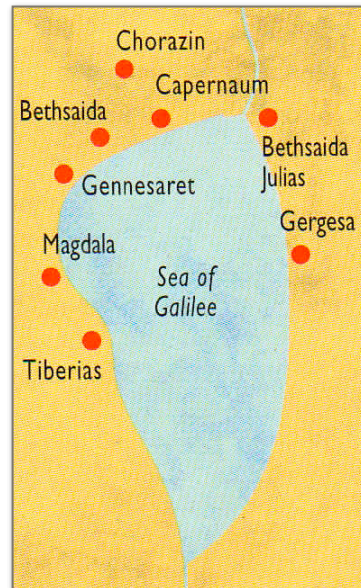 Chorazin
Capernaum
Bethsaida
Bethsaida
Julias
Gennesaret
Gergesa
Magdala
Sea of
Galilee
Tiberias